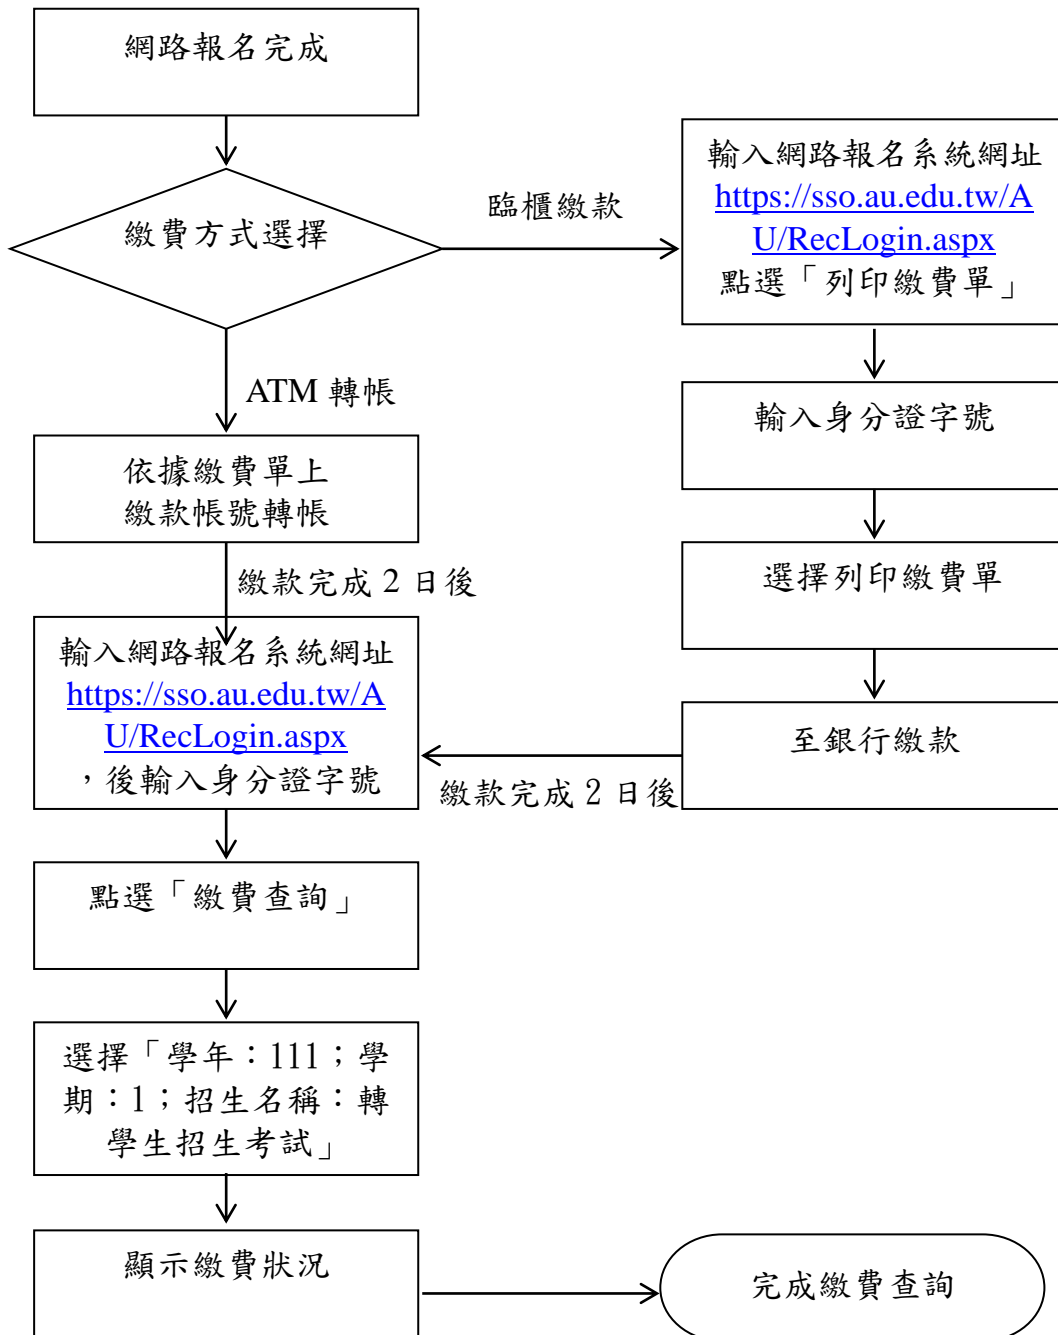 網路報名完成
繳費方式選擇
臨櫃繳款
輸入網路報名系統網址
https://sso.au.edu.tw/A
U/RecLogin.aspx
點選「列印繳費單」
輸入身分證字號
選擇列印繳費單
至銀行繳款
繳款完成 2 日後
ATM 轉帳
依據繳費單上
繳款帳號轉帳
繳款完成 2 日後
輸入網路報名系統網址
https://sso.au.edu.tw/A
U/RecLogin.aspx
，後輸入身分證字號
點選「繳費查詢」
選擇「學年：111；學
期：1；招生名稱：轉
學生招生考試」
顯示繳費狀況
完成繳費查詢